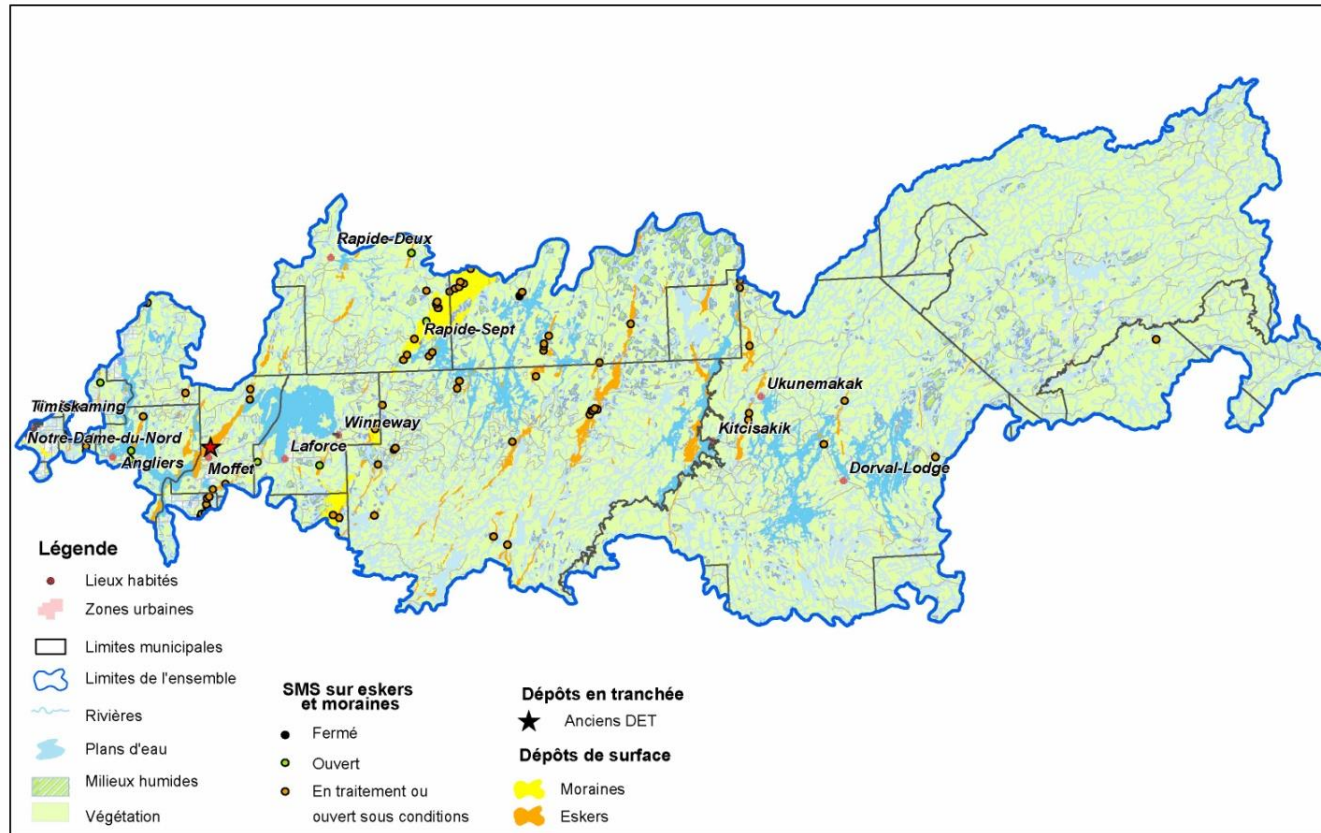 Rapide-Deux
Rapide-Sept
Timiskaming
Notre-Dame-du-Nord
Angliers
Moffet
Laforce
Winneway
Ukunemakak
Kitcisakik
Dorval-Lodge
Légende
Lieux habités
Zones urbaines
Limites municipales
Limites de l'ensemble
Rivières
Plans d'eau
Milieux humides
Végétation
SMS sur eskers
et moraines
Fermé
Ouvert
En traitement ou
ouvert sous conditions
Dépôts en tranchée
Anciens DET
Dépôts de surface
Moraines
Eskers